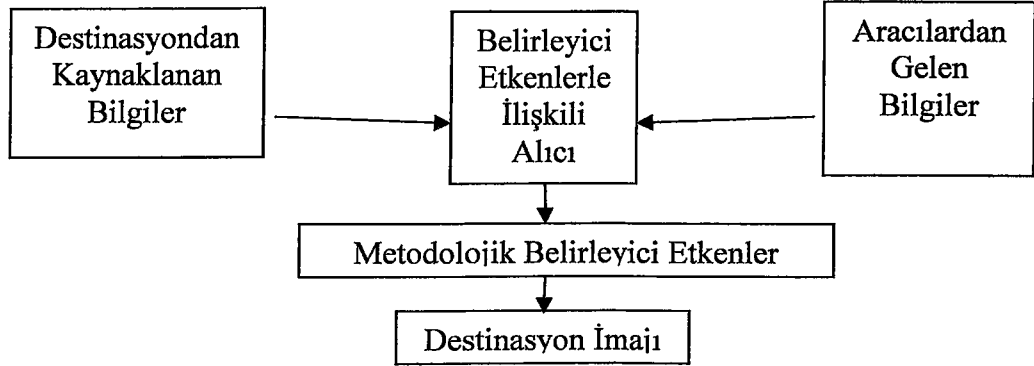 Destinasyondan
Kaynaklanan
Bilgiler
Belirleyici
Etkenlerle
İlişkili
Alıcı
Aracılardan
Gelen
Bilgiler
Metodolojik Belirleyici Etkenler
Destinasyon İmajı